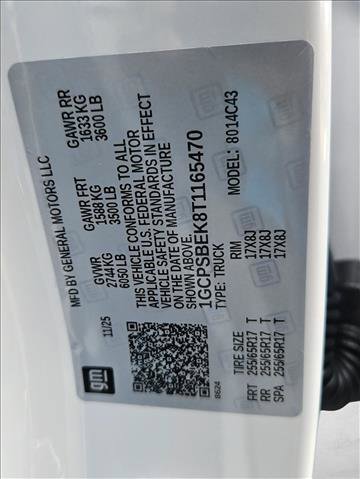 MFD BY GENERAL MOTORS LLC
11/25
GVWR
2744 KG
6050 LB
GAWR FRT
1588 KG
3500 LB
GAWR RR
1633 KG
3600 LB
THIS VEHICLE CONFORMS TO ALL
APPLICABLE U.S. FEDERAL MOTOR
VEHICLE SAFETY STANDARDS IN EFFECT
ON THE DATE OF MANUFACTURE
SHOWN ABOVE.
1GCPSBEK8T1165470
TYPE: TRUCK
8014C43
gm
8624
TIRE SIZE RIM
FRT 255/65R17 T 17X8J
RR 255/65R17 T 17X8J
SPA 255/65R17 T 17X8J